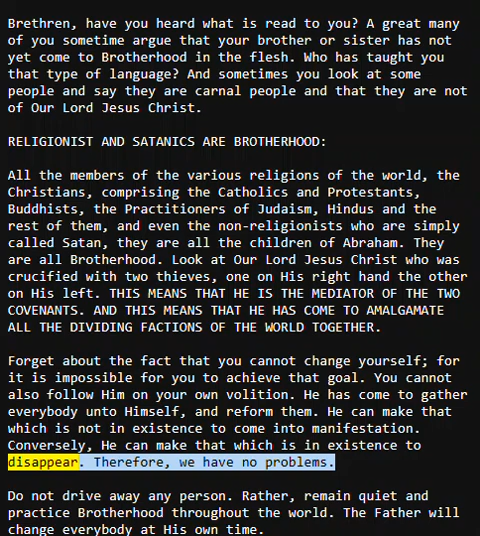 Brethren, have you heard what is read to you? A great many
of you sometime argue that your brother or sister has not
yet come to Brotherhood in the flesh. Who has taught you
that type of language? And sometimes you look at some
people and say they are carnal people and that they are not
of Our Lord Jesus Christ.
RELIGIONIST AND SATANICS ARE BROTHERHOOD:
All the members of the various religions of the world, the
Christians, comprising the Catholics and Protestants,
Buddhists, the Practitioners of Judaism, Hindus and the
rest of them, and even the non-religionists who are simply
called Satan, they are all the children of Abraham. They
are all Brotherhood. Look at Our Lord Jesus Christ who was
crucified with two thieves, one on His right hand the other
on His left. THIS MEANS THAT HE IS THE MEDIATOR OF THE TWO
COVENANTS. AND THIS MEANS THAT HE HAS COME TO AMALGAMATE
ALL THE DIVIDING FACTIONS OF THE WORLD TOGETHER.
Forget about the fact that you cannot change yourself; for
it is impossible for you to achieve that goal. You cannot
also follow Him on your own volition. He has come to gather
everybody unto Himself, and reform them. He can make that
which is not in existence to come into manifestation.
Conversely, He can make that which is in existence to
disappear. Therefore, we have no problems.
Do not drive away any person. Rather, remain quiet and
practice Brotherhood throughout the world. The Father will
change everybody at His own time.